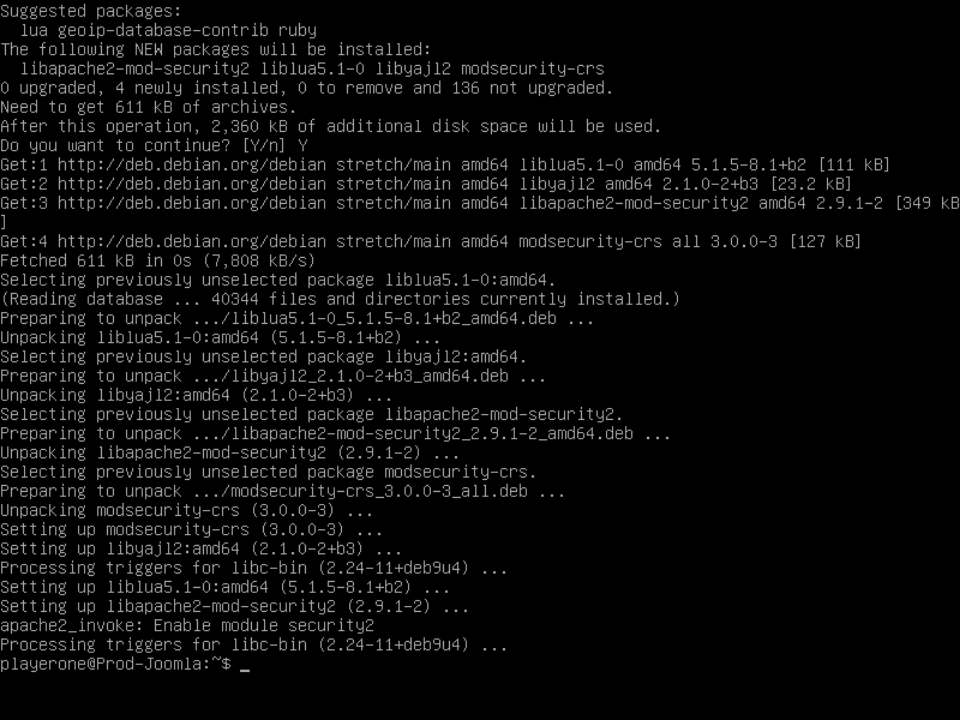 Suggested packages:
  lua geoip-database-contrib ruby
The following NEW packages will be installed:
  libapache2-mod-security2 liblua5.1-0 libyajl2 modsecurity-crs
0 upgraded, 4 newly installed, 0 to remove and 136 not upgraded.
Need to get 611 kB of archives.
After this operation, 2,360 kB of additional disk space will be used.
Do you want to continue? [Y/n] Y
Get:1 http://deb.debian.org/debian stretch/main amd64 liblua5.1-0 amd64 5.1.5-8.1+b2 [111 kB]
Get:2 http://deb.debian.org/debian stretch/main amd64 libyajl2 amd64 2.1.0-2+b3 [23.2 kB]
Get:3 http://deb.debian.org/debian stretch/main amd64 libapache2-mod-security2 amd64 2.9.1-2 [349 kB
]
Get:4 http://deb.debian.org/debian stretch/main amd64 modsecurity-crs all 3.0.0-3 [127 kB]
Fetched 611 kB in 0s (7,808 kB/s)
Selecting previously unselected package liblua5.1-0:amd64.
(Reading database ... 40344 files and directories currently installed.)
Preparing to unpack .../liblua5.1-0_5.1.5-8.1+b2_amd64.deb ...
Unpacking liblua5.1-0:amd64 (5.1.5-8.1+b2) ...
Selecting previously unselected package libyajl2:amd64.
Preparing to unpack .../libyajl2_2.1.0-2+b3_amd64.deb ...
Unpacking libyajl2:amd64 (2.1.0-2+b3) ...
Selecting previously unselected package libapache2-mod-security2.
Preparing to unpack .../libapache2-mod-security2_2.9.1-2_amd64.deb ...
Unpacking libapache2-mod-security2 (2.9.1-2) ...
Selecting previously unselected package modsecurity-crs.
Preparing to unpack .../modsecurity-crs_3.0.0-3_all.deb ...
Unpacking modsecurity-crs (3.0.0-3) ...
Setting up modsecurity-crs (3.0.0-3) ...
Setting up libyajl2:amd64 (2.1.0-2+b3) ...
Processing triggers for libc-bin (2.24-11+deb9u4) ...
Setting up liblua5.1-0:amd64 (5.1.5-8.1+b2) ...
Setting up libapache2-mod-security2 (2.9.1-2) ...
apache2_invoke: Enable module security2
Processing triggers for libc-bin (2.24-11+deb9u4) ...
playerone@Prod-Joomla:~$ _